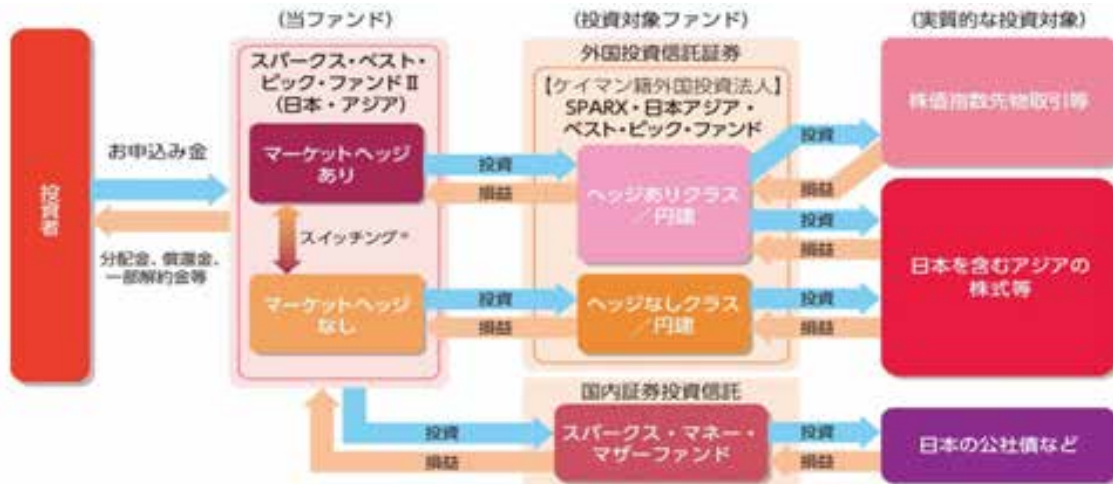 (当ファンド)
(投資対象ファンド)
(実質的な投資対象)
投資者
お申込み金
分配金、償還金、
一部解約金等
スパークス・ベスト・
ピック・ファンドⅡ
(日本・アジア)
マーケットヘッジ
あり
スイッチング※
マーケットヘッジ
なし
投資
損益
投資
損益
外国投資信託証券
【ケイマン籍外国投資法人】
SPARX・日本アジア・
ベスト・ピック・ファンド
ヘッジありクラス
/円建
ヘッジなしクラス
/円建
投資
損益
投資
損益
投資
損益
株価指数先物取引等
日本を含むアジアの
株式等
投資
損益
国内証券投資信託
スパークス・マネー・
マザーファンド
投資
損益
日本の公社債など